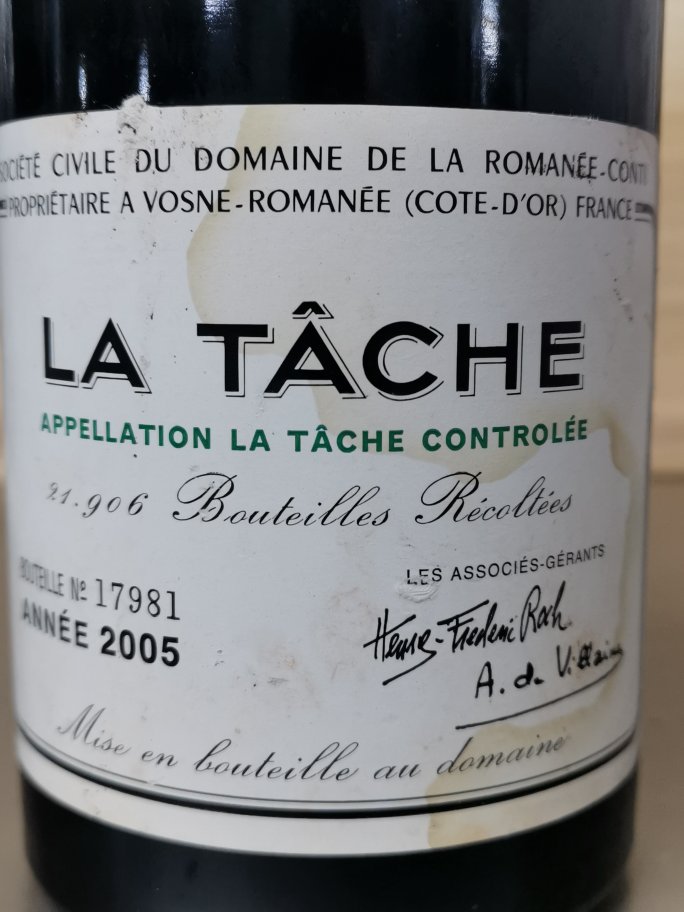 SOCIÉTÉ CIVILE DU DOMAINE DE LA ROMANÉE-CONTI
PROPRIÉTAIRE A VOSNE-ROMANÉE (COTE-D'OR) FRANCE
LA TÂCHE
APPELLATION LA TÂCHE CONTROLÉE
21.906 Bouteilles Récoltées
LES ASSOCIÉS-GÉRANTS
BOUTEILLE Nº 17981
ANNÉE 2005
Henry-Frédéric Roch
A. de Villaine
Mise en bouteille au domaine